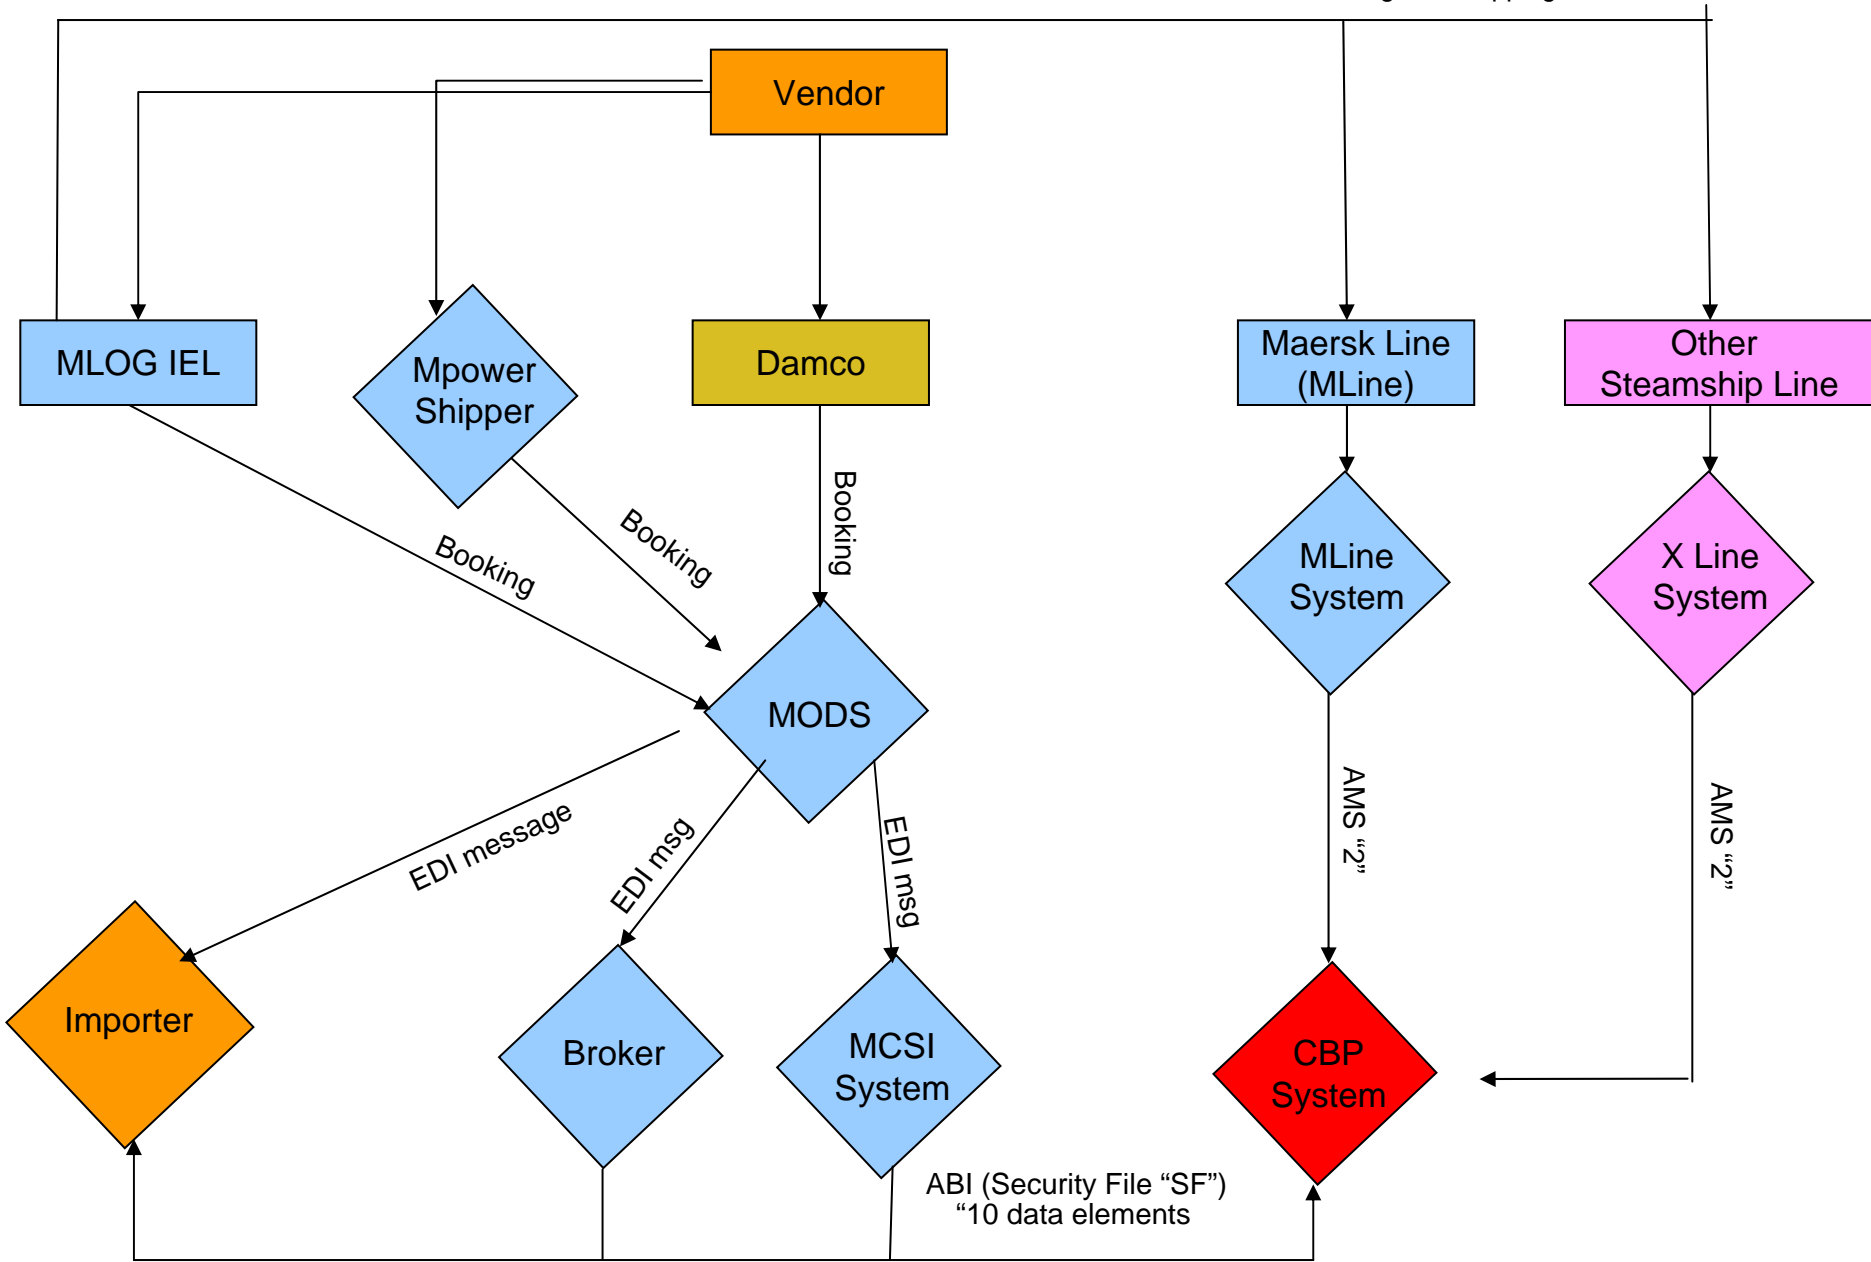 Vendor
MLOG IEL
Mpower
Shipper
Damco
Maersk Line
(MLine)
Other
Steamship Line
Booking
Booking
Booking
MLine
System
X Line
System
MODS
EDI message
EDI msg
EDI msg
AMS “2”
AMS “2”
Importer
Broker
MCSI
System
CBP
System
ABI (Security File “SF”)
“10 data elements